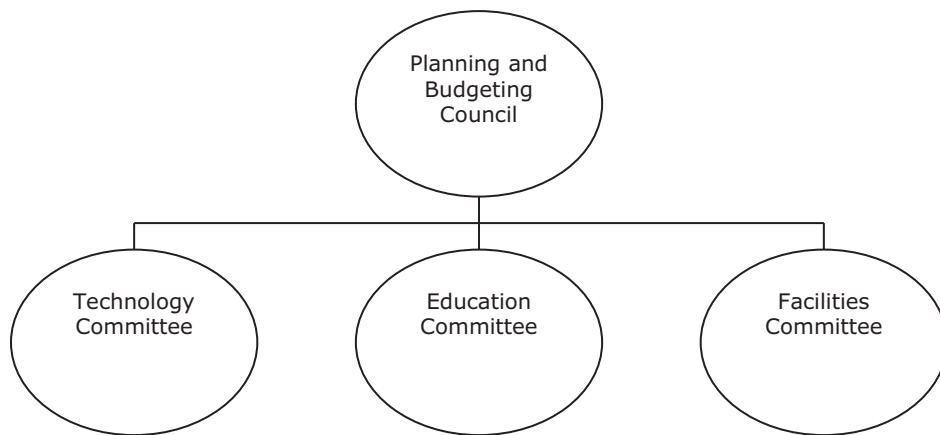 Planning and
Budgeting
Council
Technology
Committee
Education
Committee
Facilities
Committee